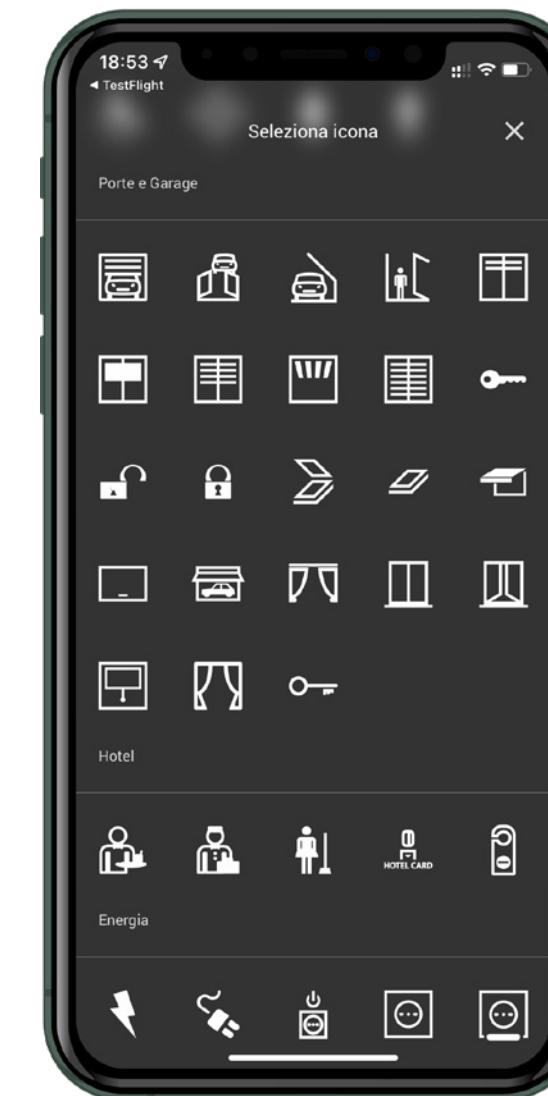 18:53
◀ TestFlight
Seleziona icona
Porte e Garage
Hotel
HOTEL CARD
Energia